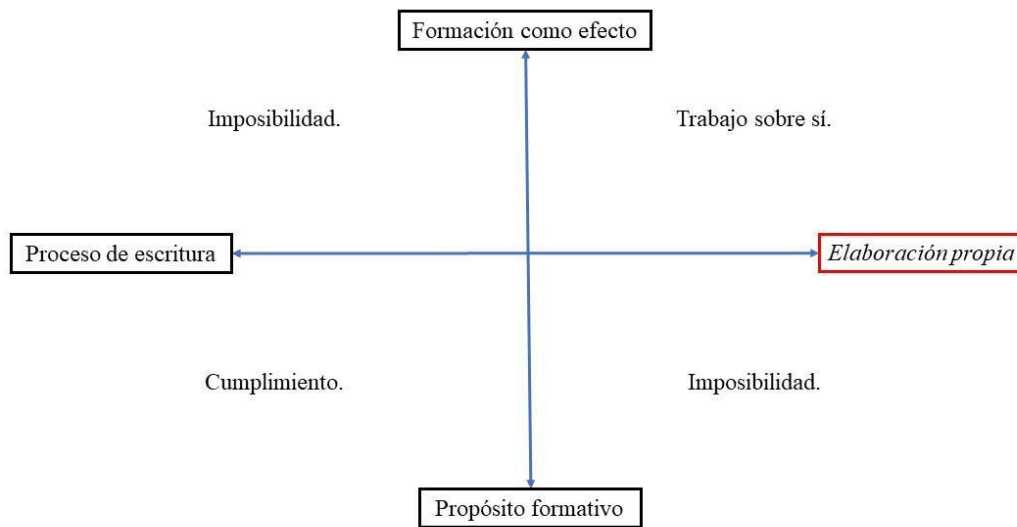 Formación como efecto
Imposibilidad.
Trabajo sobre sí.
Proceso de escritura
Elaboración propia
Cumplimiento.
Imposibilidad.
Propósito formativo